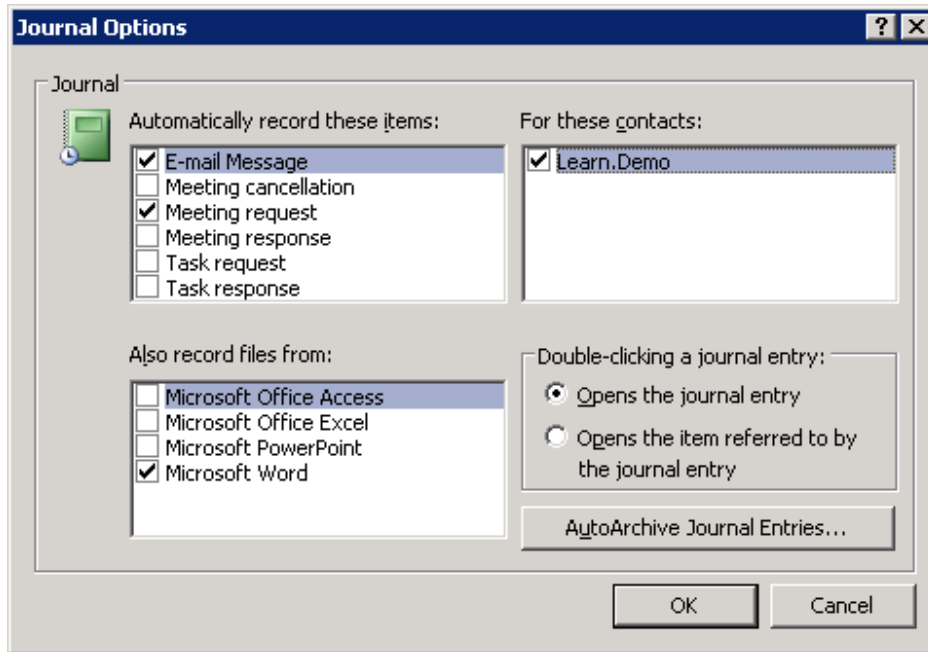 Journal Options
Journal
Automatically record these items:
E-mail Message
Meeting cancellation
Meeting request
Meeting response
Task request
Task response
For these contacts:
Learn.Demo
Also record files from:
Microsoft Office Access
Microsoft Office Excel
Microsoft PowerPoint
Microsoft Word
Double-clicking a journal entry:
Opens the journal entry
Opens the item referred to by
the journal entry
AutoArchive Journal Entries...
OK
Cancel